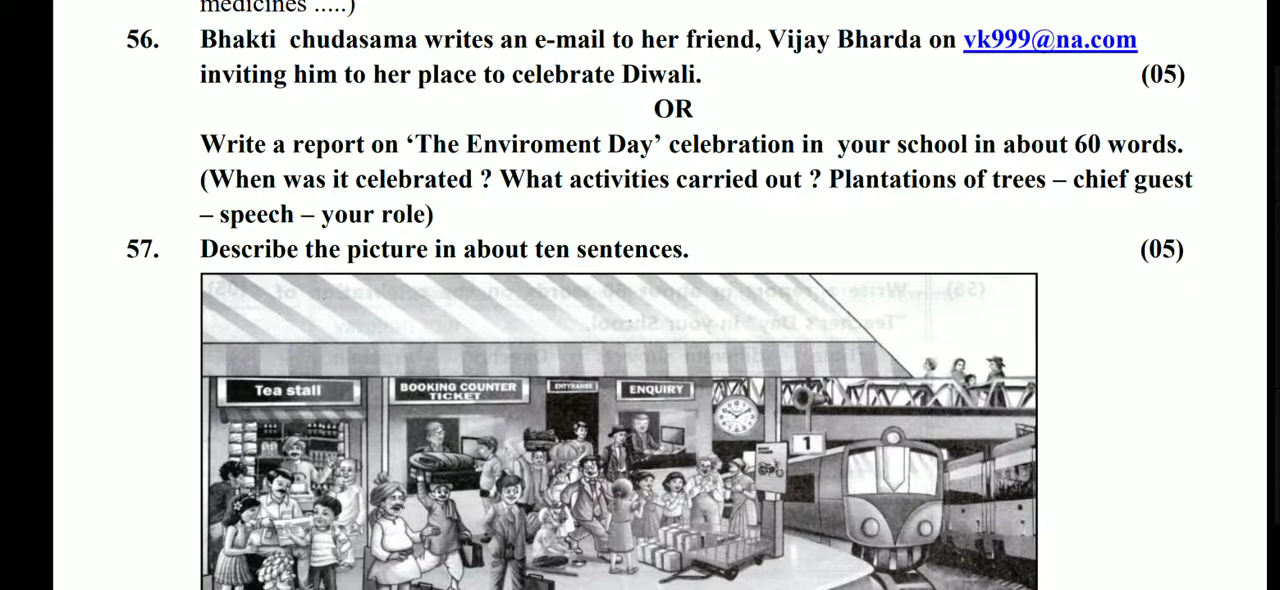 medicines .....)
56. Bhakti chudasama writes an e-mail to her friend, Vijay Bharda on vk999@na.com
inviting him to her place to celebrate Diwali. (05)
OR
Write a report on ‘The Enviroment Day’ celebration in your school in about 60 words.
(When was it celebrated ? What activities carried out ? Plantations of trees – chief guest
– speech – your role)
57. Describe the picture in about ten sentences. (05)
Tea stall
BOOKING COUNTER
TICKET
ENQUIRY
1